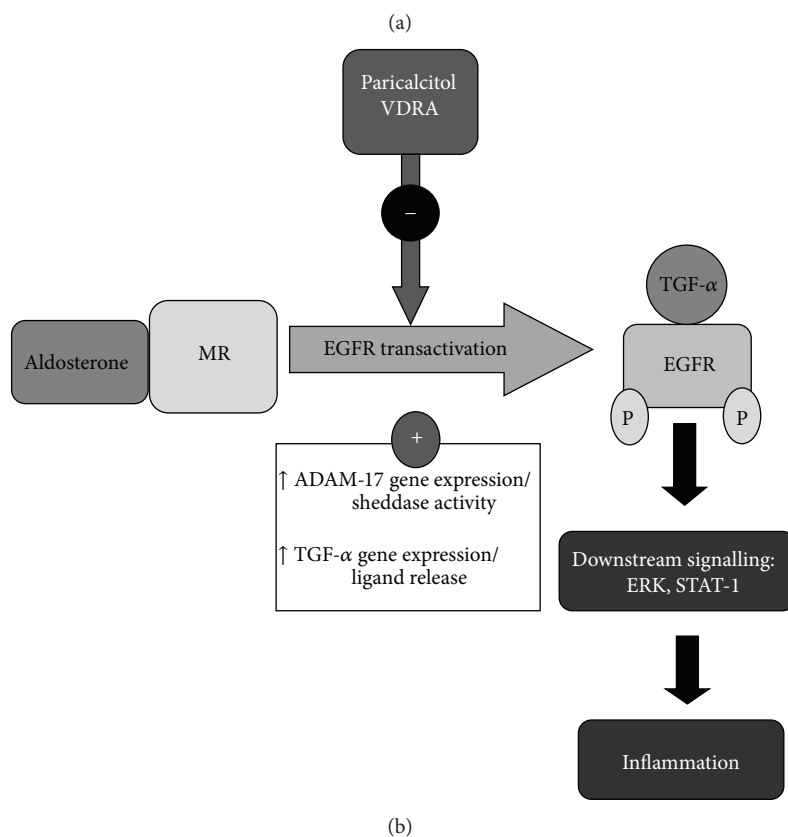 (a)
Paricalcitol
VDRA
−
Aldosterone
MR
EGFR transactivation
TGF-α
EGFR
P
P
+
↑ ADAM-17 gene expression/
sheddase activity
↑ TGF-α gene expression/
ligand release
Downstream signalling:
ERK, STAT-1
Inflammation
(b)